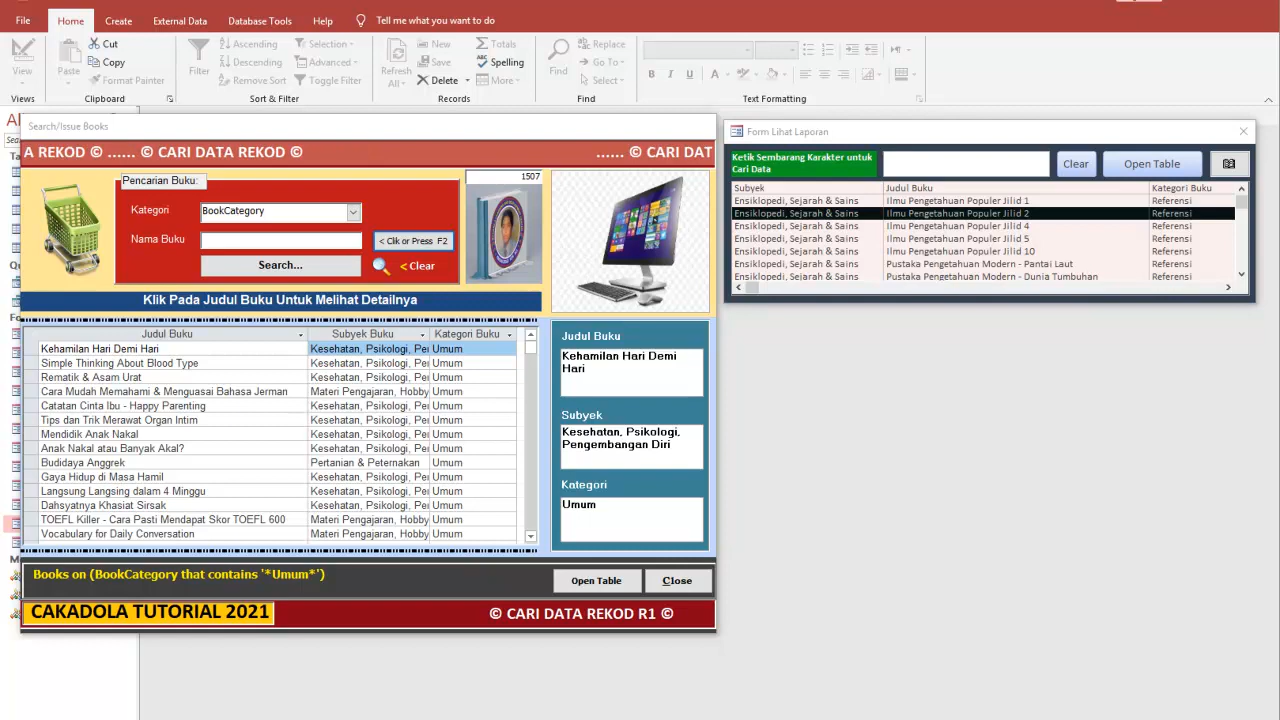 File Home Create External Data Database Tools Help Tell me what you want to do
Cut
Copy
Format Painter
View
Paste
Views
Clipboard
Filter
Ascending
Descending
Remove Sort
Selection
Advanced
Toggle Filter
Sort & Filter
Refresh
All
New
Save
Delete
Totals
Spelling
More
Records
Find
Replace
Go To
Select
Find
B I U
A
Text Formatting
Search/Issue Books
A REKOD © ...... © CARI DATA REKOD © ...... © CARI DAT
Pencarian Buku:
Kategori BookCategory
Nama Buku < Clik or Press F2
Search... < Clear
1507
Klik Pada Judul Buku Untuk Melihat Detailnya
Judul Buku Subyek Buku Kategori Buku
Kehamilan Hari Demi Hari Kesehatan, Psikologi, Per Umum
Simple Thinking About Blood Type Kesehatan, Psikologi, Per Umum
Rematik & Asam Urat Kesehatan, Psikologi, Per Umum
Cara Mudah Memahami & Menguasai Bahasa Jerman Materi Pengajaran, Hobby Umum
Catatan Cinta Ibu - Happy Parenting Kesehatan, Psikologi, Per Umum
Tips dan Trik Merawat Organ Intim Kesehatan, Psikologi, Per Umum
Mendidik Anak Nakal Kesehatan, Psikologi, Per Umum
Anak Nakal atau Banyak Akal? Kesehatan, Psikologi, Per Umum
Budidaya Anggrek Pertanian & Peternakan Umum
Gaya Hidup di Masa Hamil Kesehatan, Psikologi, Per Umum
Langsung Langsing dalam 4 Minggu Kesehatan, Psikologi, Per Umum
Dahsyatnya Khasiat Sirsak Kesehatan, Psikologi, Per Umum
TOEFL Killer - Cara Pasti Mendapat Skor TOEFL 600 Materi Pengajaran, Hobby Umum
Vocabulary for Daily Conversation Materi Pengajaran, Hobby Umum
Judul Buku
Kehamilan Hari Demi
Hari
Subyek
Kesehatan, Psikologi,
Pengembangan Diri
Kategori
Umum
Books on (BookCategory that contains '*Umum*')
Open Table Close
CAKADOLA TUTORIAL 2021 © CARI DATA REKOD R1 ©
Form Lihat Laporan
Ketik Sembarang Karakter untuk
Cari Data
Clear Open Table
Subyek Judul Buku Kategori Buku
Ensiklopedi, Sejarah & Sains Ilmu Pengetahuan Populer Jilid 1 Referensi
Ensiklopedi, Sejarah & Sains Ilmu Pengetahuan Populer Jilid 2 Referensi
Ensiklopedi, Sejarah & Sains Ilmu Pengetahuan Populer Jilid 4 Referensi
Ensiklopedi, Sejarah & Sains Ilmu Pengetahuan Populer Jilid 5 Referensi
Ensiklopedi, Sejarah & Sains Ilmu Pengetahuan Populer Jilid 10 Referensi
Ensiklopedi, Sejarah & Sains Pustaka Pengetahuan Modern - Pantai Laut Referensi
Ensiklopedi, Sejarah & Sains Pustaka Pengetahuan Modern - Dunia Tumbuhan Referensi